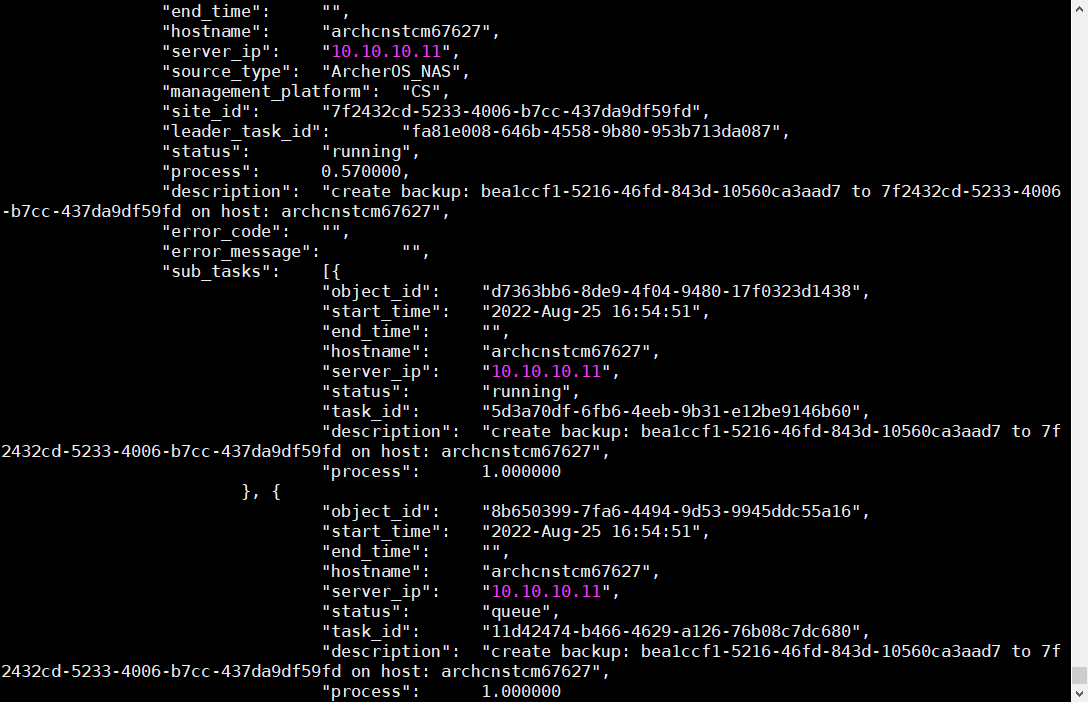 "end_time":     "",
"hostname":     "archcnstcm67627",
"server_ip":    "10.10.10.11",
"source_type":  "ArcherOS_NAS",
"management_platform":  "CS",
"site_id":      "7f2432cd-5233-4006-b7cc-437da9df59fd",
"leader_task_id":       "fa81e008-646b-4558-9b80-953b713da087",
"status":       "running",
"process":      0.570000,
"description":  "create backup: bea1ccf1-5216-46fd-843d-10560ca3aad7 to 7f2432cd-5233-4006
-b7cc-437da9df59fd on host: archcnstcm67627",
"error_code":   "",
"error_message":        "",
"sub_tasks":    [{
"object_id":    "d7363bb6-8de9-4f04-9480-17f0323d1438",
"start_time":   "2022-Aug-25 16:54:51",
"end_time":     "",
"hostname":     "archcnstcm67627",
"server_ip":    "10.10.10.11",
"status":       "running",
"task_id":      "5d3a70df-6fb6-4eeb-9b31-e12be9146b60",
"description":  "create backup: bea1ccf1-5216-46fd-843d-10560ca3aad7 to 7f
2432cd-5233-4006-b7cc-437da9df59fd on host: archcnstcm67627",
"process":      1.000000
}, {
"object_id":    "8b650399-7fa6-4494-9d53-9945ddc55a16",
"start_time":   "2022-Aug-25 16:54:51",
"end_time":     "",
"hostname":     "archcnstcm67627",
"server_ip":    "10.10.10.11",
"status":       "queue",
"task_id":      "11d42474-b466-4629-a126-76b08c7dc680",
"description":  "create backup: bea1ccf1-5216-46fd-843d-10560ca3aad7 to 7f
2432cd-5233-4006-b7cc-437da9df59fd on host: archcnstcm67627",
"process":      1.000000